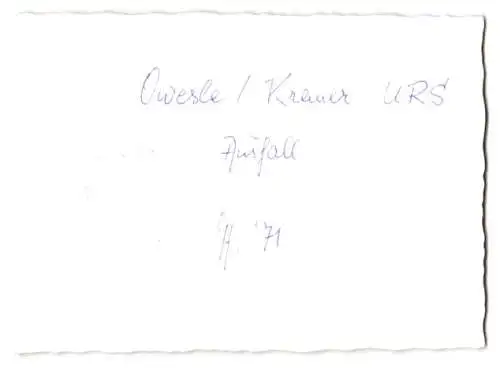 Owesle / Kramer URS
Ausfall
'71